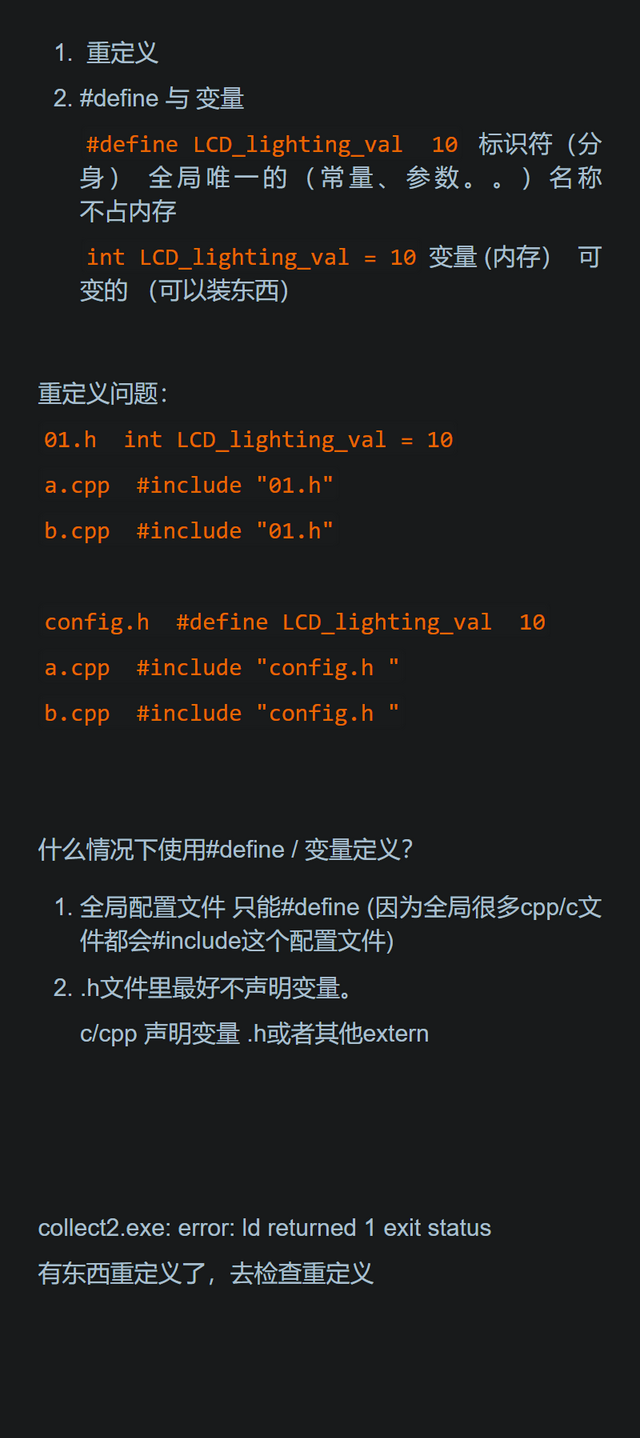 1. 重定义
2. #define 与 变量
#define LCD_lighting_val  10 标识符（分
身） 全局唯一的（常量、参数。。）名称
不占内存
int LCD_lighting_val = 10 变量 (内存） 可
变的 （可以装东西）
重定义问题：
01.h  int LCD_lighting_val = 10
a.cpp  #include "01.h"
b.cpp  #include "01.h"
config.h  #define LCD_lighting_val  10
a.cpp  #include "config.h "
b.cpp  #include "config.h "
什么情况下使用#define / 变量定义？
1. 全局配置文件 只能#define (因为全局很多cpp/c文
件都会#include这个配置文件)
2. .h文件里最好不声明变量。
c/cpp 声明变量 .h或者其他extern
collect2.exe: error: ld returned 1 exit status
有东西重定义了，去检查重定义